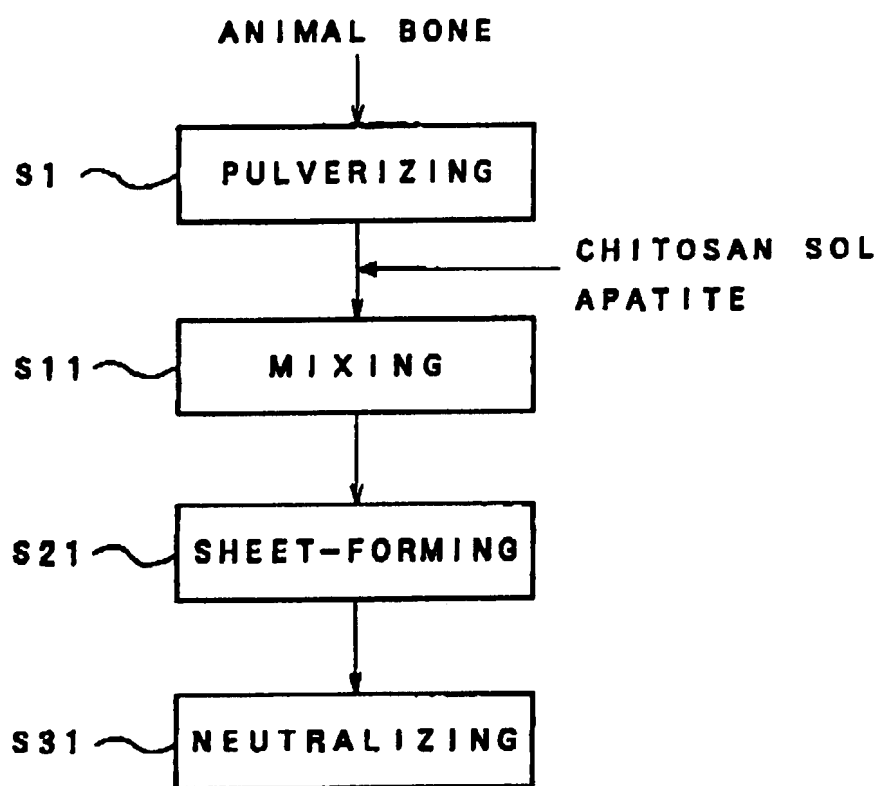 ANIMAL BONE
S1 PULVERIZING
CHITOSAN SOL
APATITE
S11 MIXING
S21 SHEET-FORMING
S31 NEUTRALIZING